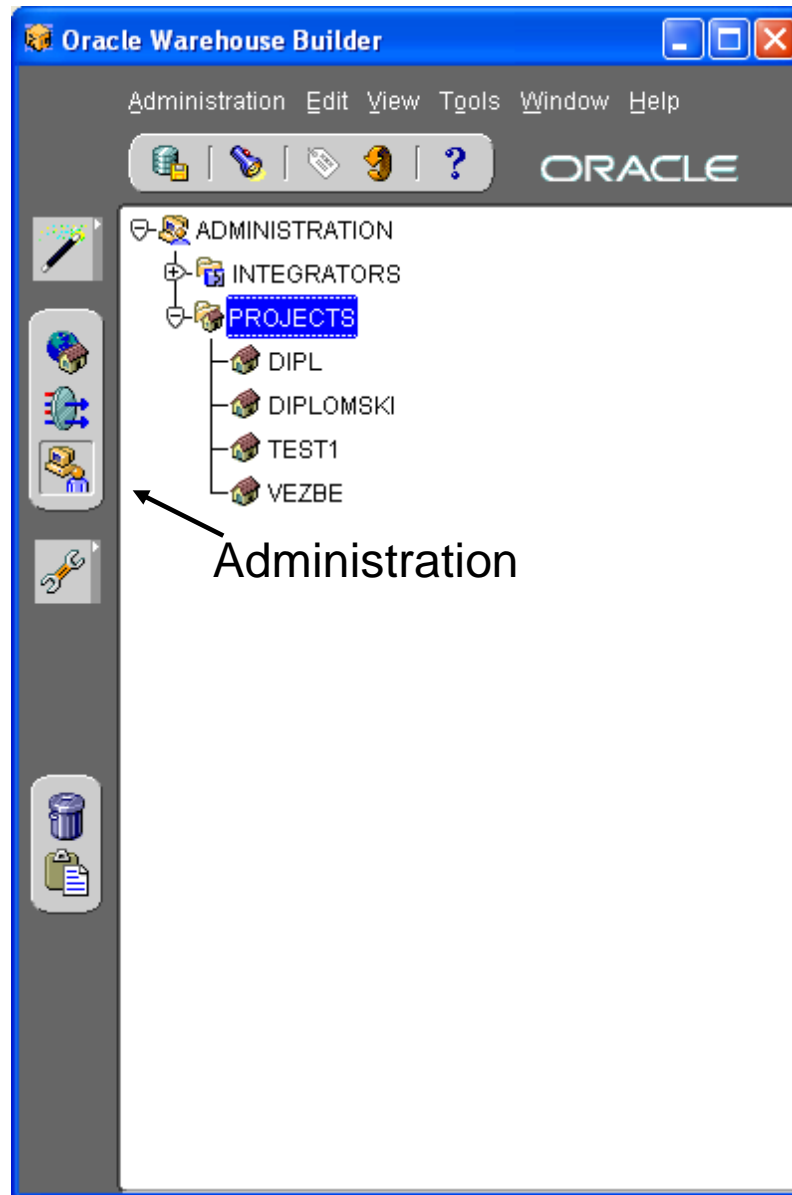 Oracle Warehouse Builder
Administration Edit View Tools Window Help
? ORACLE
ADMINISTRATION
INTEGRATORS
PROJECTS
DIPL
DIPLOMSKI
TEST1
VEZBE
Administration